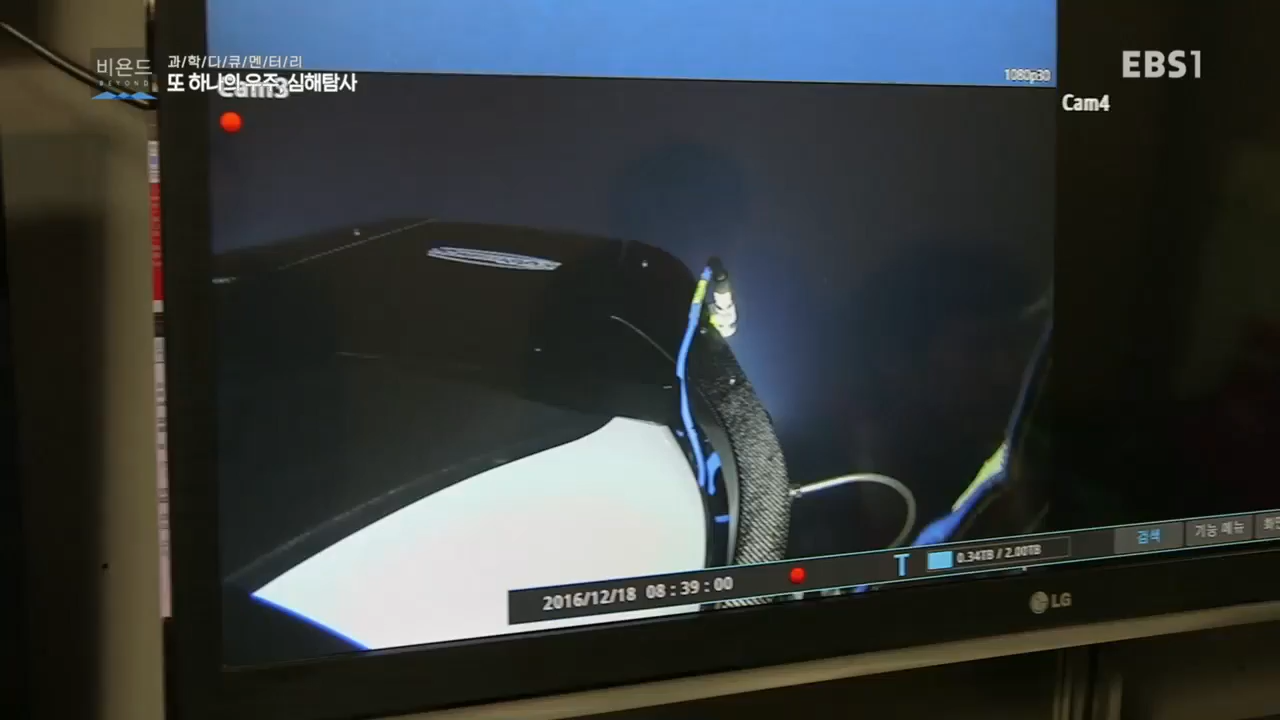 비욘드
BEYOND
과/학/다/큐/멘/터/리
또 하나의 우주, 심해탐사
EBS1
Cam3
1080p30
Cam4
2016/12/18 08:39:00
T
0.34TB / 2.00TB
검색
기능 메뉴
LG